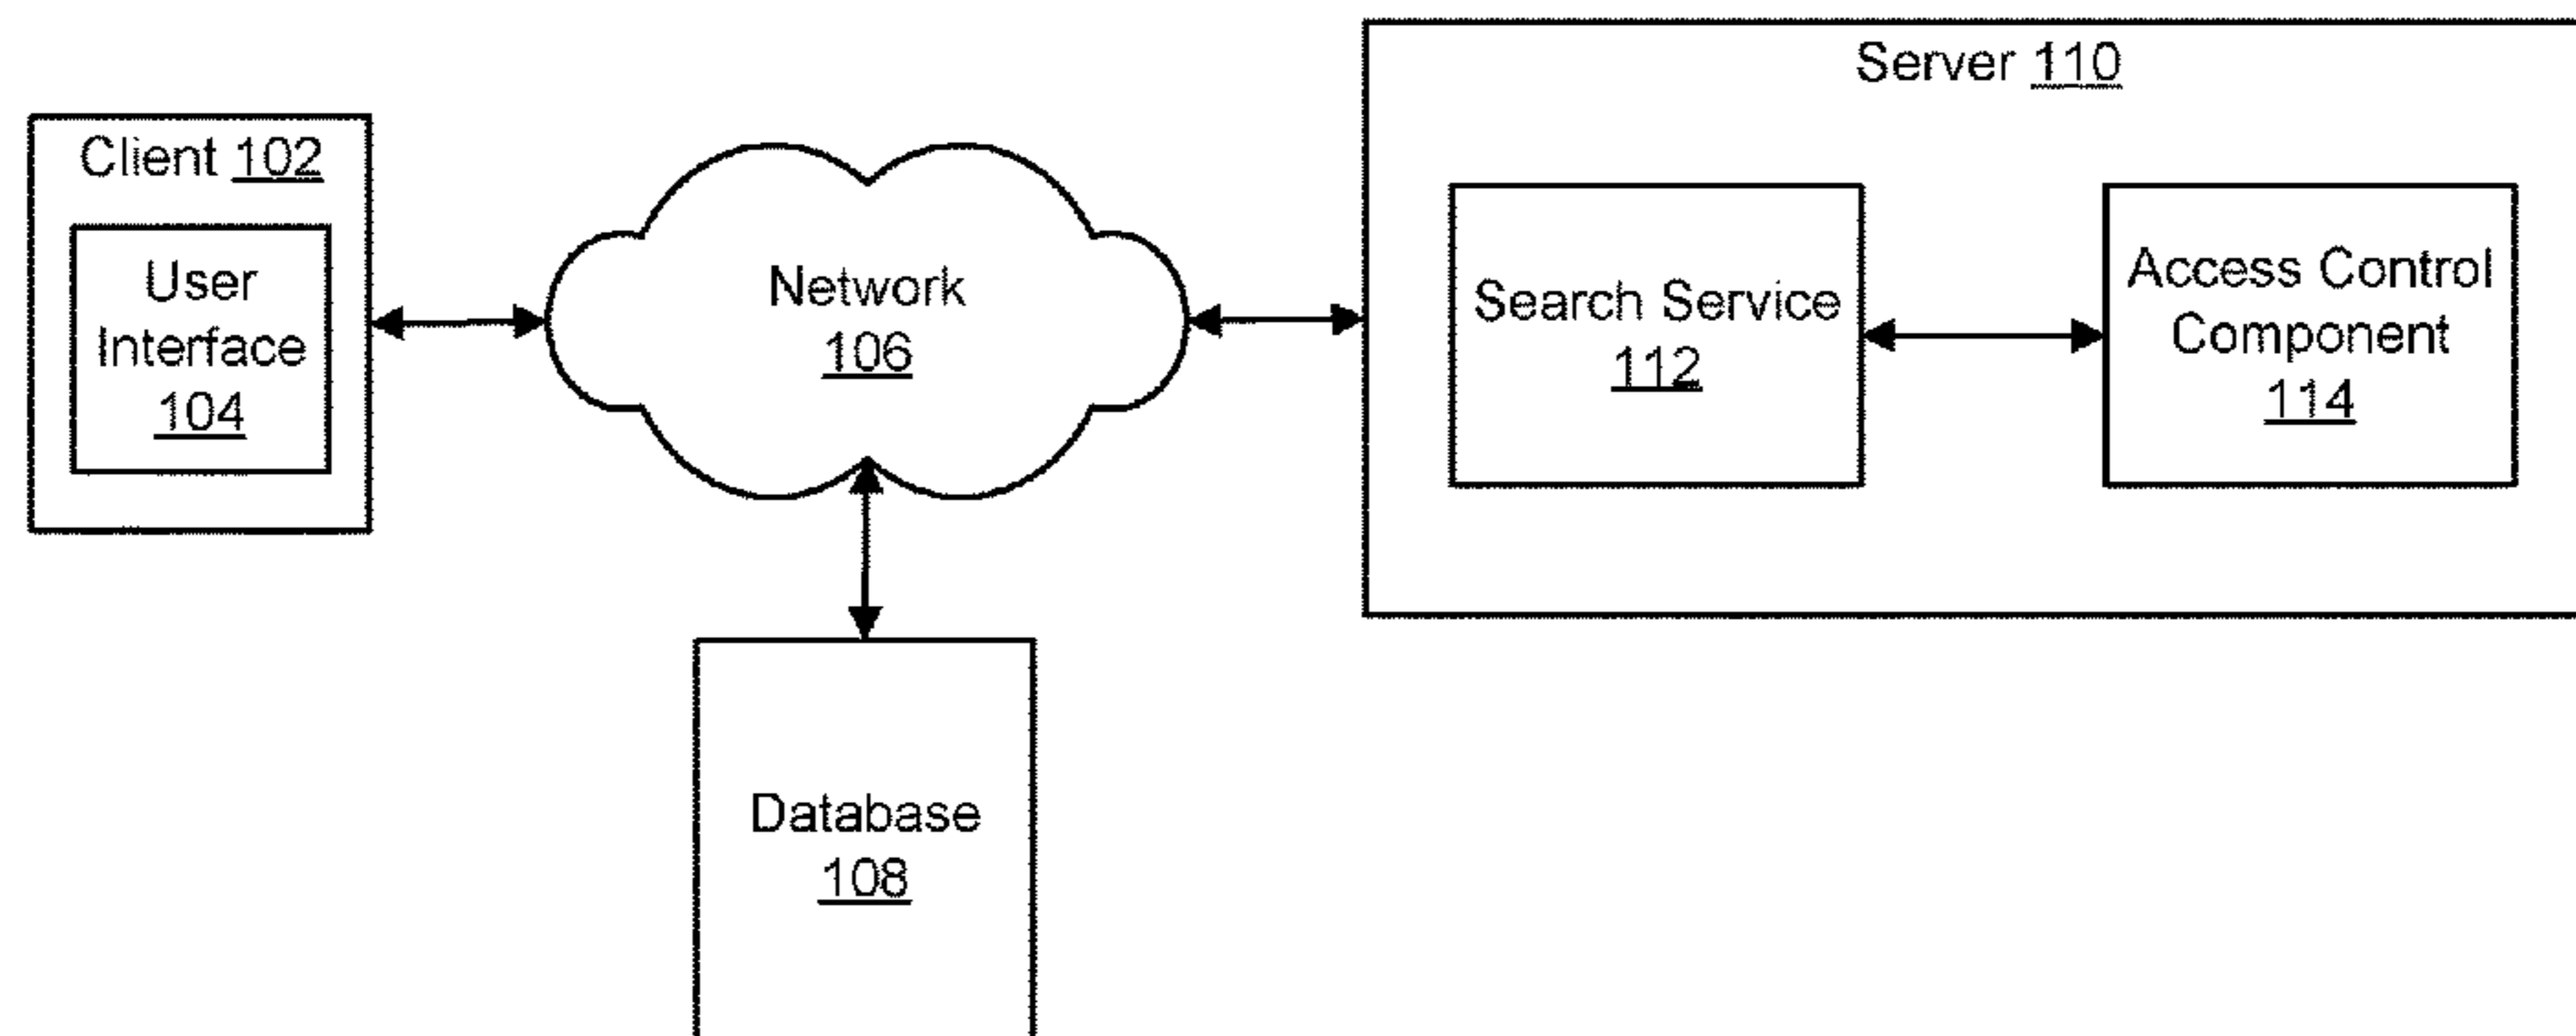 Server 110
Client 102
User
Interface
104
Network
106
Search Service
112
Access Control
Component
114
Database
108